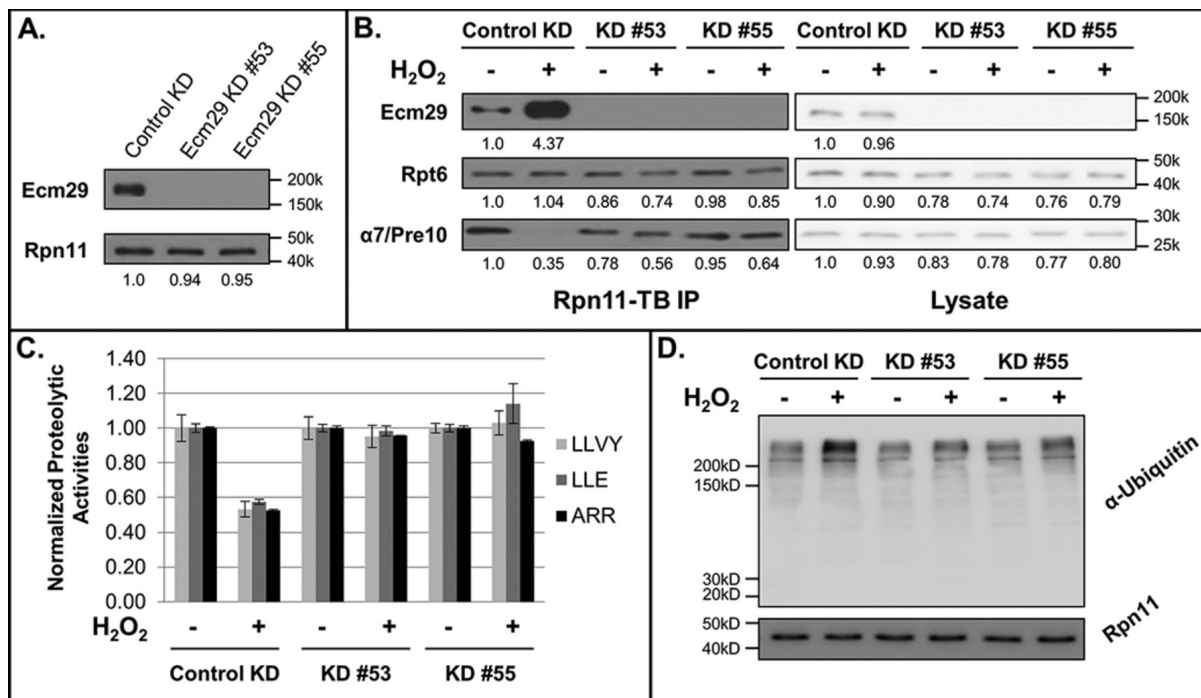 A.
Control KD
Ecm29 KD #53
Ecm29 KD #55
Ecm29
200k
150k
Rpn11
50k
40k
1.0 0.94 0.95
B.
Control KD KD #53 KD #55 Control KD KD #53 KD #55
H2O2 - + - + - + - + - + - +
Ecm29
200k
150k
1.0 4.37 1.0 0.96
Rpt6
50k
40k
1.0 1.04 0.86 0.74 0.98 0.85 1.0 0.90 0.78 0.74 0.76 0.79
α7/Pre10
30k
25k
1.0 0.35 0.78 0.56 0.95 0.64 1.0 0.93 0.83 0.78 0.77 0.80
Rpn11-TB IP Lysate
C.
Normalized Proteolytic
Activities
1.40
1.20
1.00
0.80
0.60
0.40
0.20
0.00
LLVY
LLE
ARR
H2O2 - + - + - +
Control KD KD #53 KD #55
D.
Control KD KD #53 KD #55
H2O2 - + - + - +
200kD
150kD
30kD
20kD
α-Ubiquitin
50kD
40kD
Rpn11